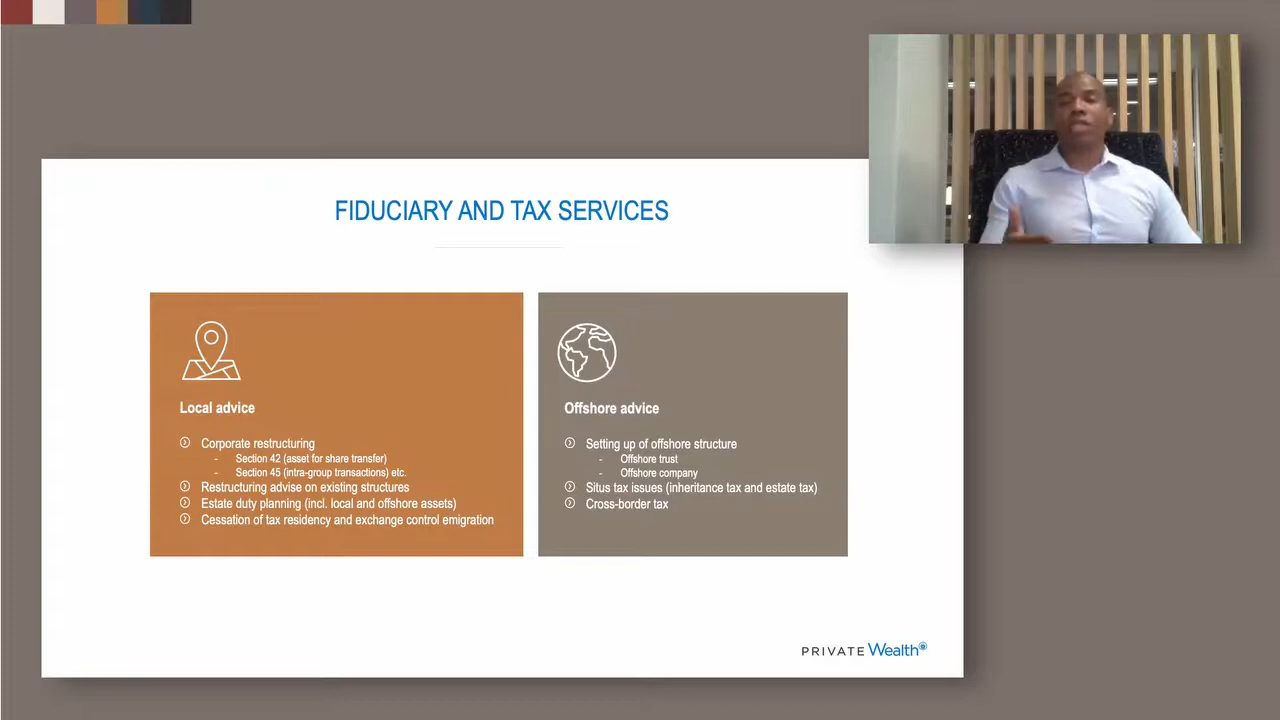 FIDUCIARY AND TAX SERVICES
Local advice
Corporate restructuring
- Section 42 (asset for share transfer)
- Section 45 (intra-group transactions) etc.
Restructuring advise on existing structures
Estate duty planning (incl. local and offshore assets)
Cessation of tax residency and exchange control emigration
Offshore advice
Setting up of offshore structure
- Offshore trust
- Offshore company
Situs tax issues (inheritance tax and estate tax)
Cross-border tax
PRIVATE Wealth